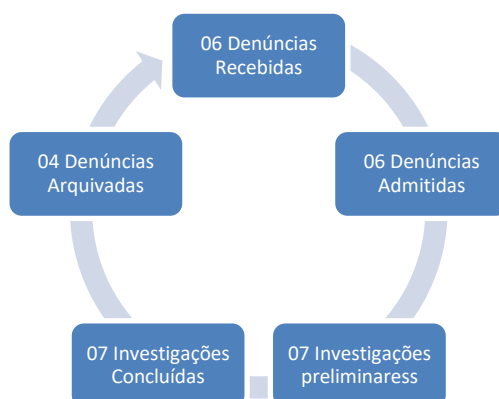 06 Denúncias
Recebidas
06 Denúncias
Admitidas
07 Investigações
preliminaress
07 Investigações
Concluídas
04 Denúncias
Arquivadas